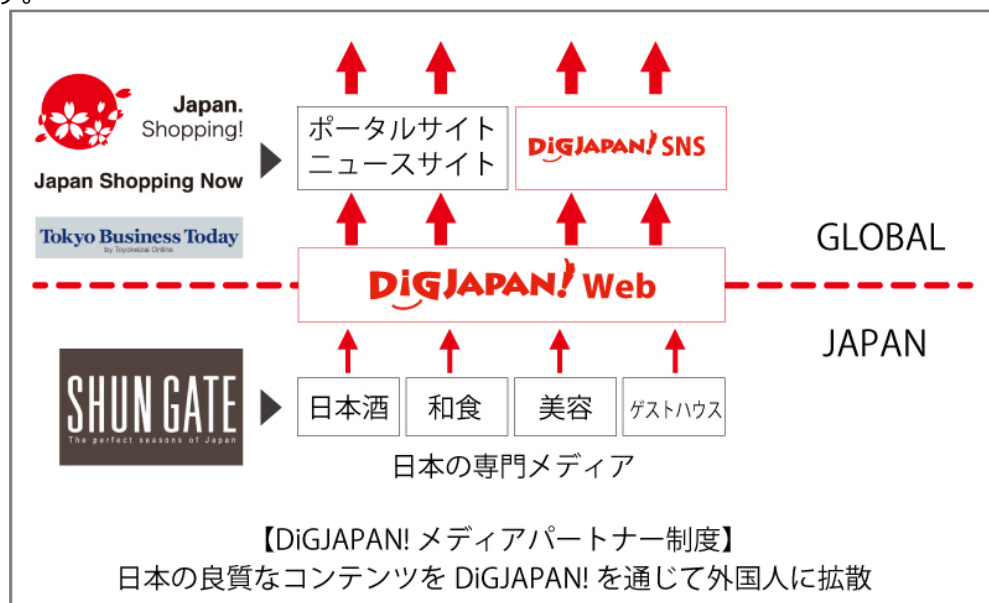 す。
Japan.
Shopping!
Japan Shopping Now
Tokyo Business Today
by Toyokeizai Online
ポータルサイト
ニュースサイト
DiGJAPAN! SNS
GLOBAL
DiGJAPAN! Web
JAPAN
SHUN GATE
The perfect seasons of Japan
日本酒
和食
美容
ゲストハウス
日本の専門メディア
【DiGJAPAN! メディアパートナー制度】
日本の良質なコンテンツを DiGJAPAN! を通じて外国人に拡散